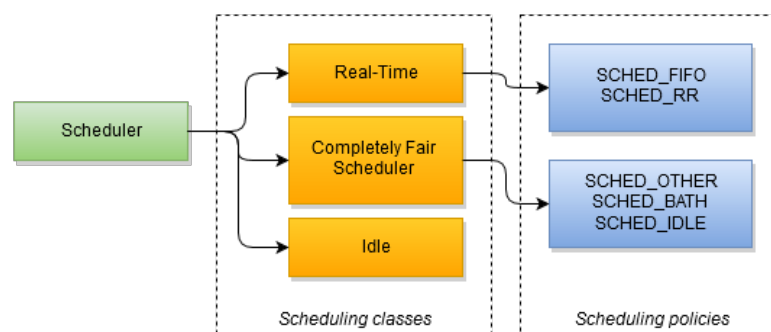 Scheduler
Real-Time
Completely Fair
Scheduler
Idle
Scheduling classes
SCHED_FIFO
SCHED_RR
SCHED_OTHER
SCHED_BATH
SCHED_IDLE
Scheduling policies